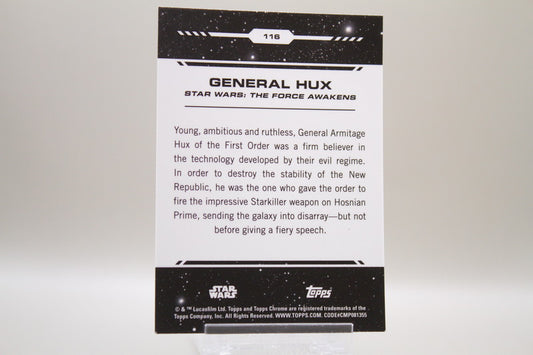 116
GENERAL HUX
STAR WARS: THE FORCE AWAKENS
Young, ambitious and ruthless, General Armitage
Hux of the First Order was a firm believer in
the technology developed by their evil regime.
In order to destroy the stability of the New
Republic, he was the one who gave the order to
fire the impressive Starkiller weapon on Hosnian
Prime, sending the galaxy into disarray—but not
before giving a fiery speech.
STAR WARS
Topps
© & ™ Lucasfilm Ltd. Topps and Topps Chrome are registered trademarks of the
Topps Company, Inc. All Rights Reserved. WWW.TOPPS.COM. CODE#CMP081355